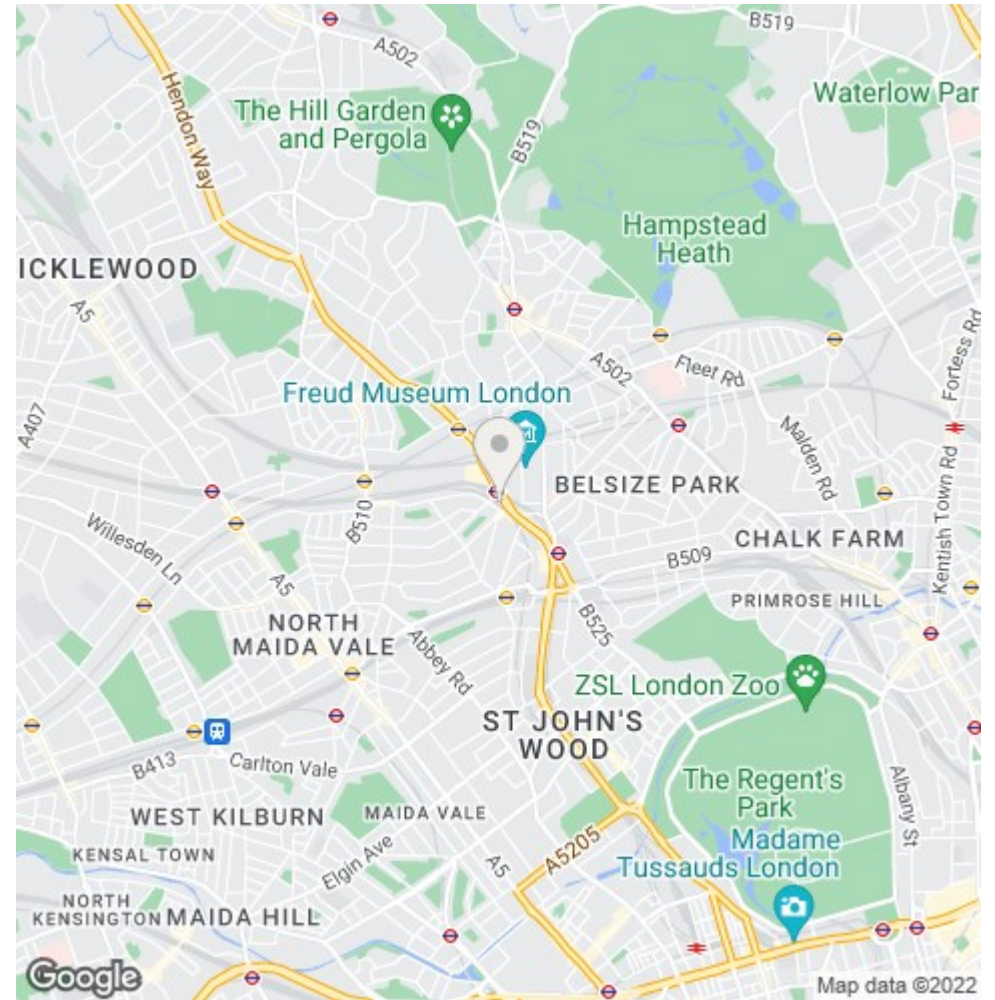 B519
A502
Hendon Way
The Hill Garden
and Pergola
B519
Waterlow Par
Hampstead
Heath
ICKLEWOOD
A5
A502
Fleet Rd
Fortess Rd
Freud Museum London
A407
Malden Rd
BELSIZE PARK
Kentish Town Rd
B510
Willesden Ln
CHALK FARM
B509
A5
PRIMROSE HILL
NORTH
MAIDA VALE
Abbey Rd
B525
ZSL London Zoo
ST JOHN'S
WOOD
B413
Carlton Vale
The Regent's
Park
Albany St
WEST KILBURN
MAIDA VALE
Madame
Tussauds London
KENSAL TOWN
Elgin Ave
A5
A5205
NORTH
KENSINGTON
MAIDA HILL
Google
Map data ©2022